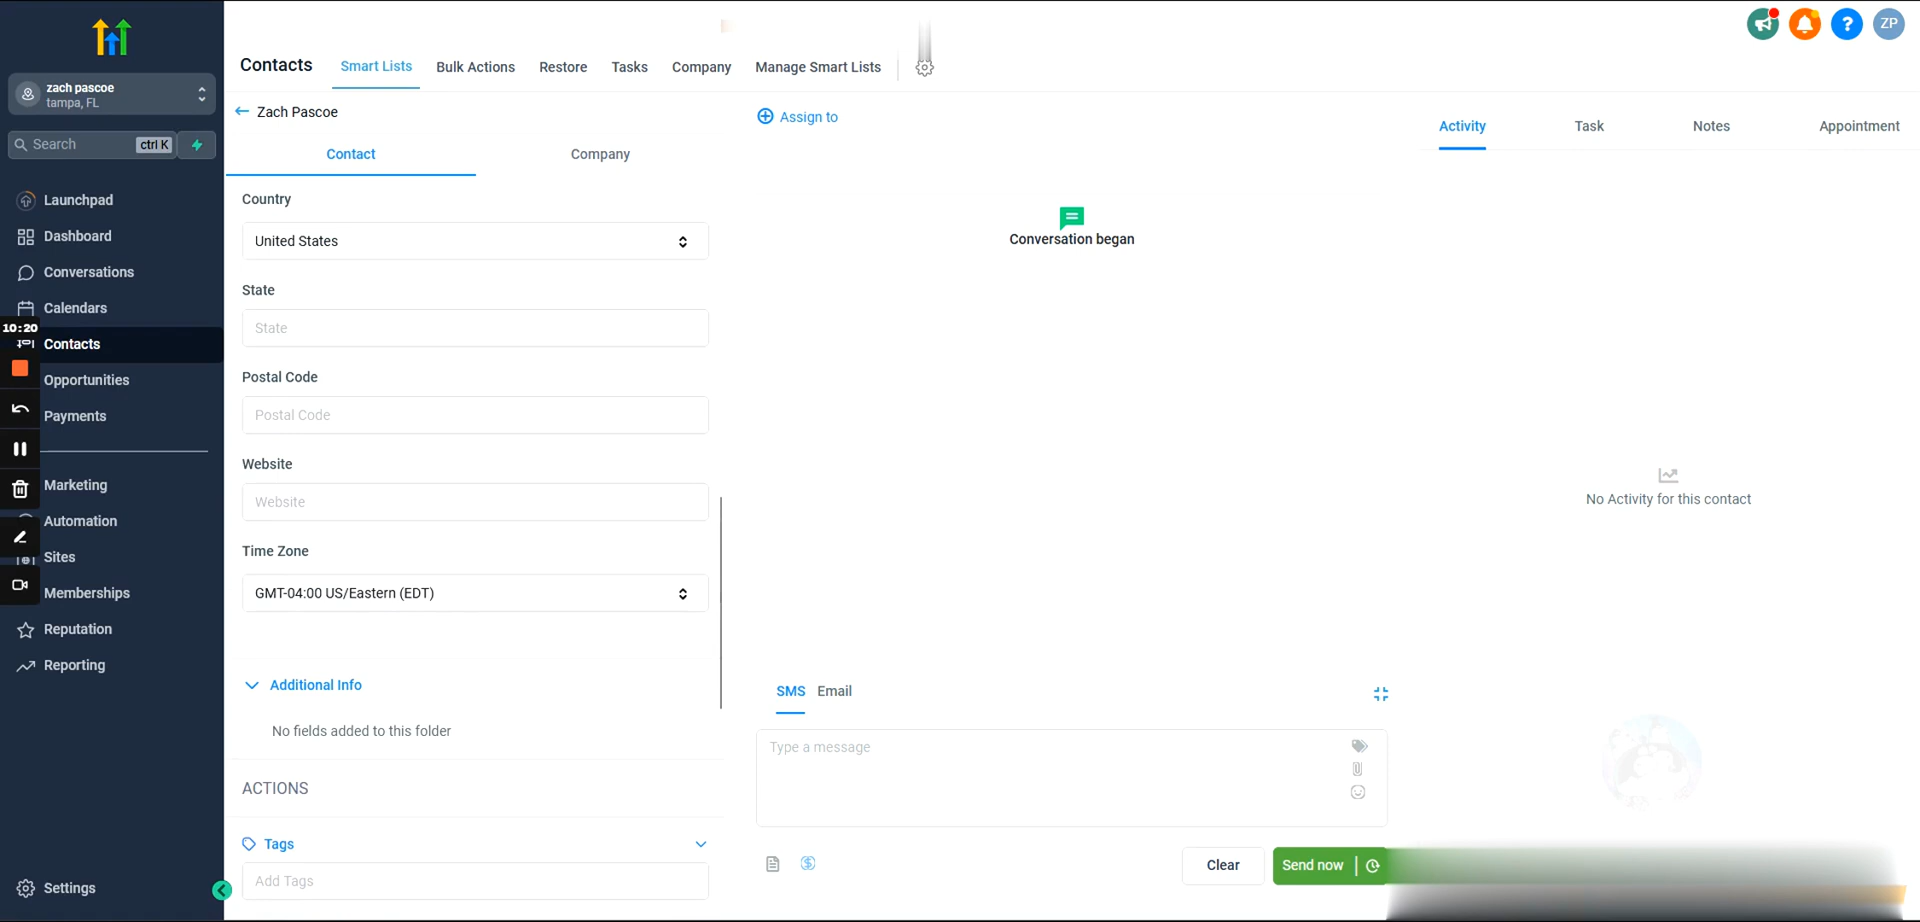 ZP
Contacts
Smart Lists
Bulk Actions
Restore
Tasks
Company
Manage Smart Lists
zach pascoe
tampa, FL
Search
ctrl K
Launchpad
Dashboard
Conversations
Calendars
10:20
Contacts
Opportunities
Payments
Marketing
Automation
Sites
Memberships
Reputation
Reporting
Settings
Zach Pascoe
Contact
Company
Country
United States
State
State
Postal Code
Postal Code
Website
Website
Time Zone
GMT-04:00 US/Eastern (EDT)
Additional Info
No fields added to this folder
ACTIONS
Tags
Add Tags
Assign to
Conversation began
SMS
Email
Type a message
Clear
Send now
Activity
Task
Notes
Appointment
No Activity for this contact